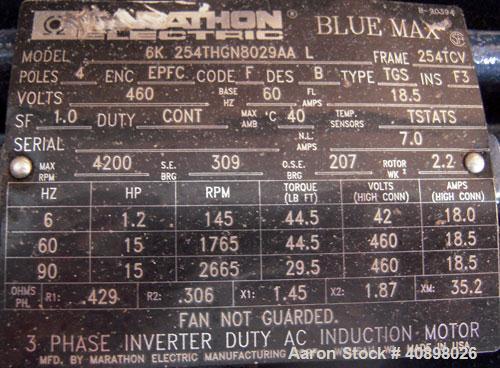 MARATHON ELECTRIC BLUE MAX
MODEL 6K 254THGN8029AA L FRAME 254TCV
POLES 4 ENC EPFC CODE F DES B TYPE TGS INS F3
VOLTS 460 BASE HZ 60 FL AMPS 18.5
SF 1.0 DUTY CONT MAX AMB °C 40 TEMP. SENSORS TSTATS
SERIAL N.L. AMPS 7.0
MAX RPM 4200 S.E. BRG 309 O.S.E. BRG 207 ROTOR WK² 2.2
HZ HP RPM TORQUE (LB FT) VOLTS (HIGH CONN) AMPS (HIGH CONN)
6 1.2 145 44.5 42 18.0
60 15 1765 44.5 460 18.5
90 15 2665 29.5 460 18.5
OHMS PH. R1: .429 R2: .306 X1: 1.45 X2: 1.87 XM: 35.2
FAN NOT GUARDED.
3 PHASE INVERTER DUTY AC INDUCTION MOTOR
MFD. BY MARATHON ELECTRIC MANUFACTURING MADE IN USA
Aaron Stock # 40898026